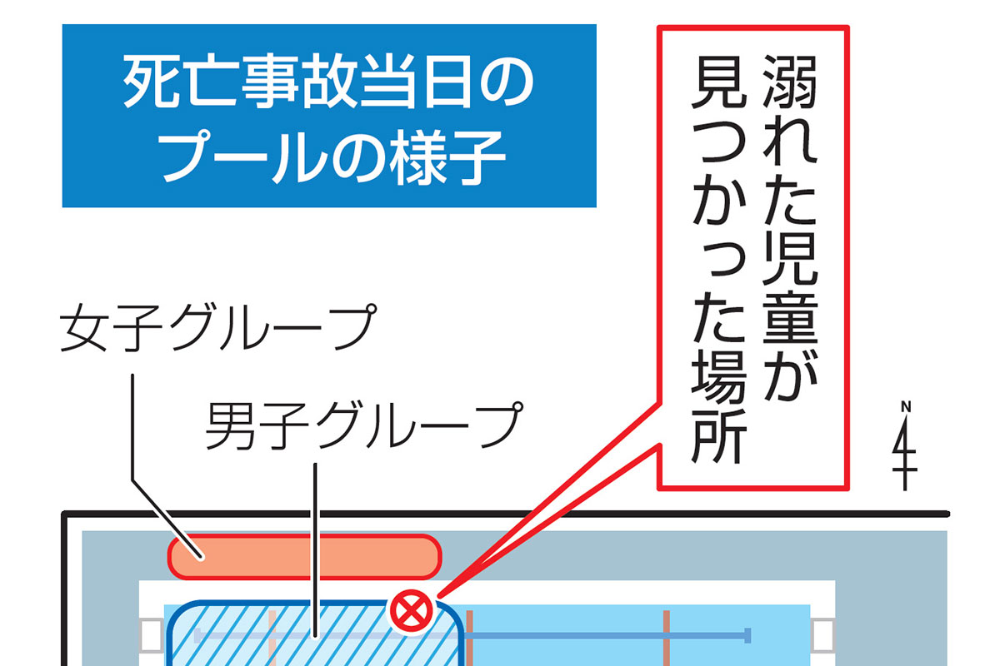 死亡事故当日の
プールの様子
溺れた児童が
見つかった場所
女子グループ
男子グループ
N